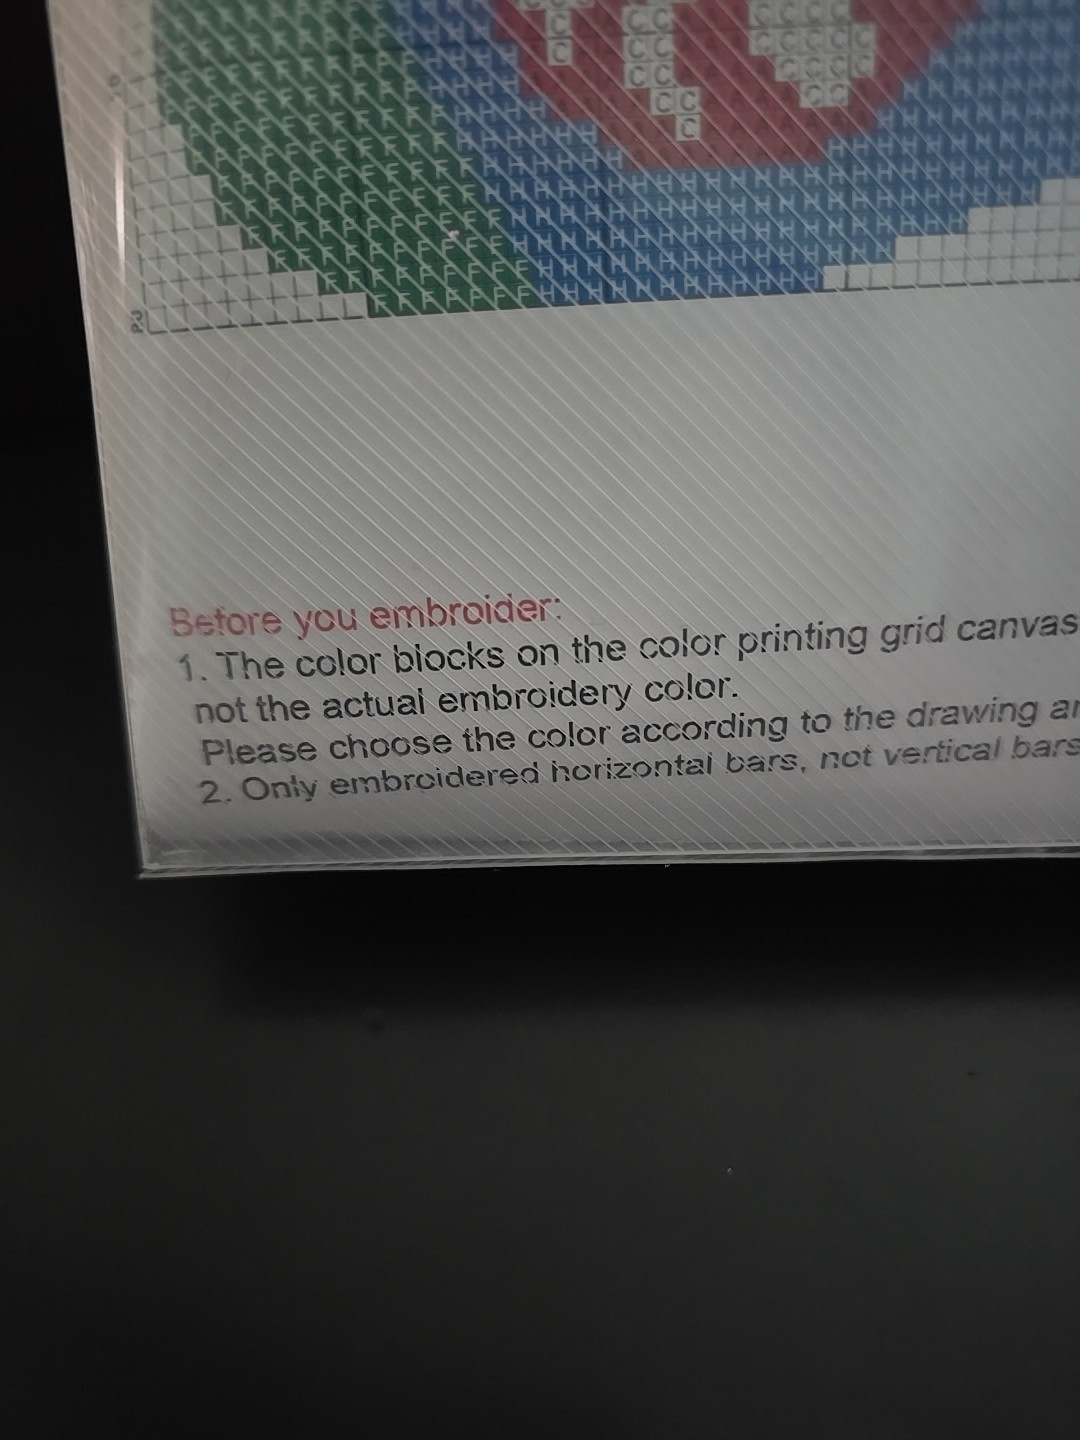 Before you embroider:
1. The color blocks on the color printing grid canvas
not the actual embroidery color.
Please choose the color according to the drawing
2. Only embroidered horizontal bars, not vertical bars